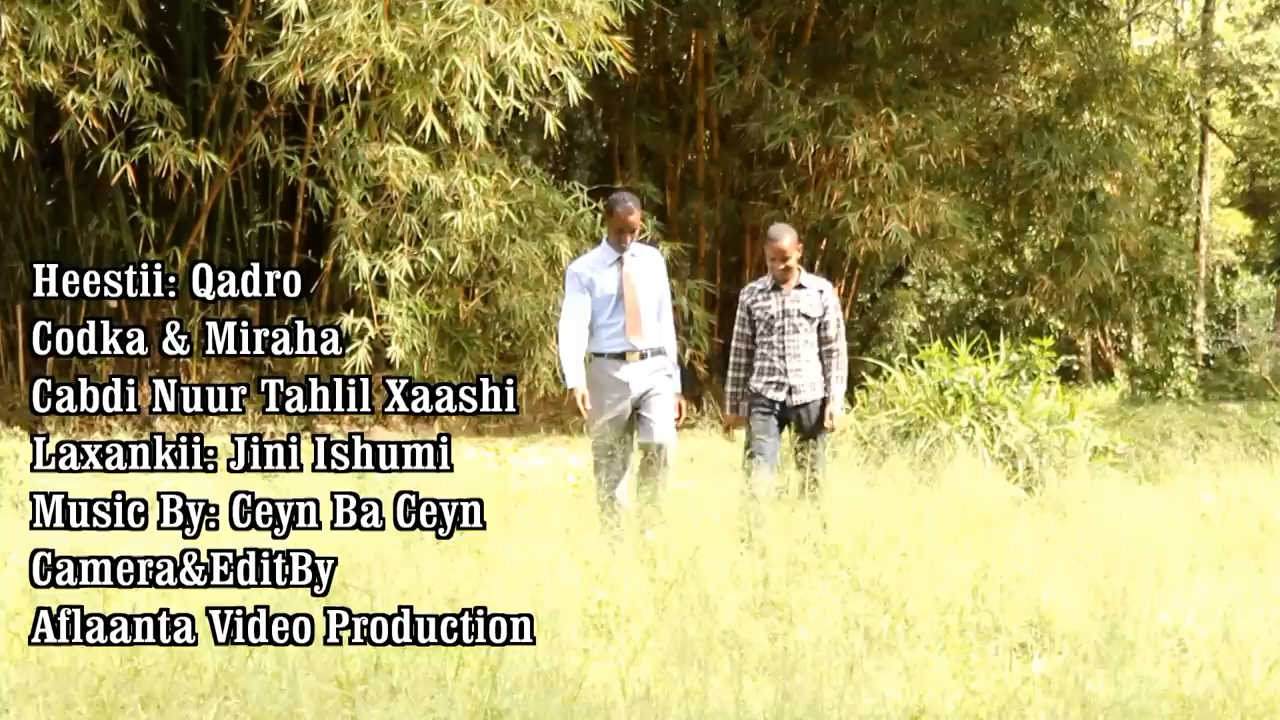 Heestii: Qadro
Codka & Miraha
Cabdi Nuur Tahlil Xaashi
Laxankii: Jini Ishumi
Music By: Ceyn Ba Ceyn
Camera&EditBy
Aflaanta Video Production